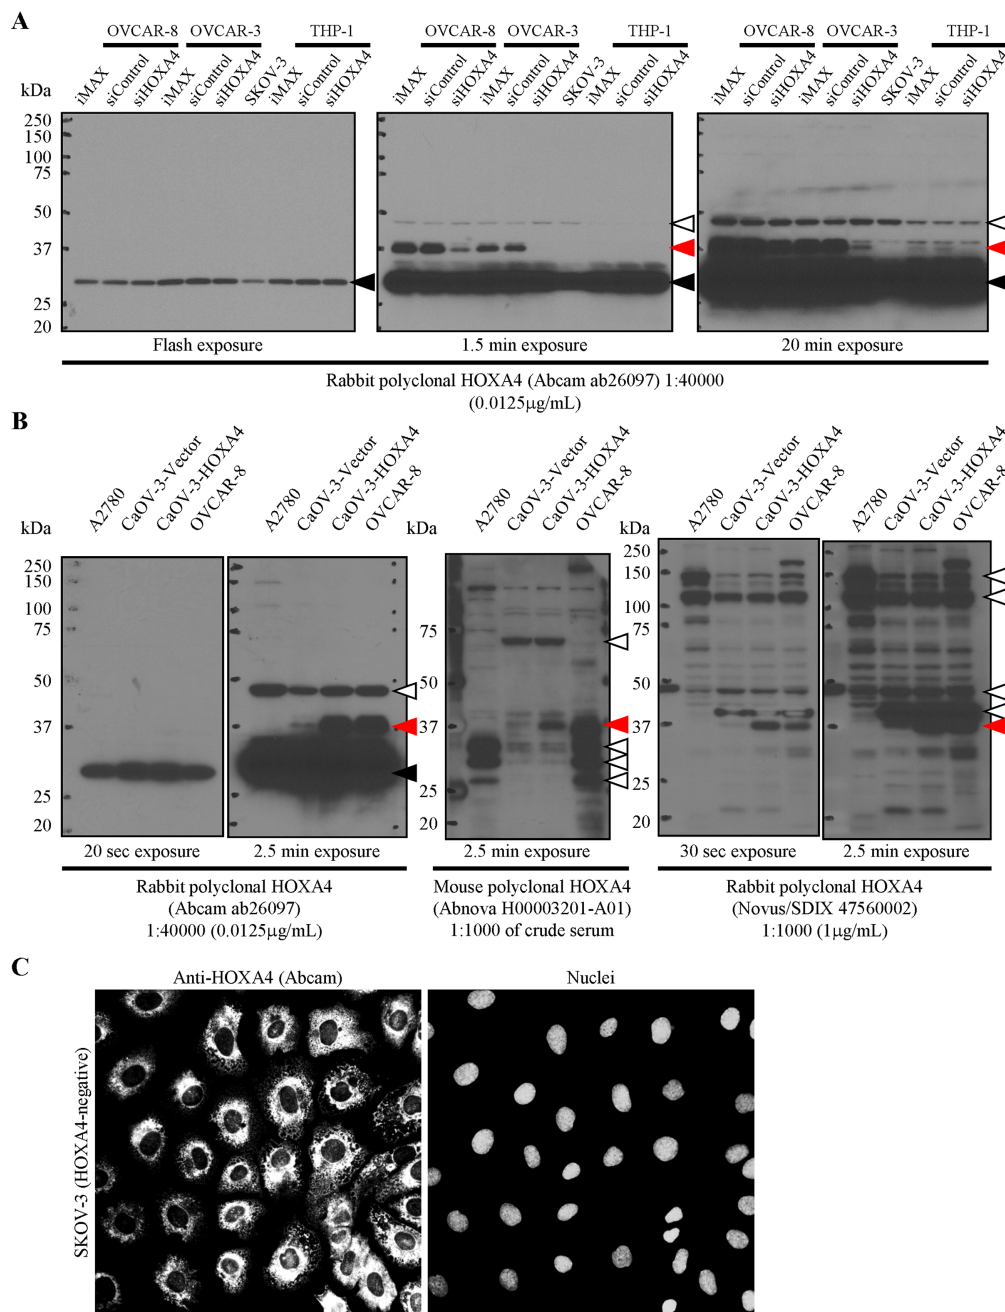 A
OVCAR-8 OVCAR-3 THP-1 OVCAR-8 OVCAR-3 THP-1 OVCAR-8 OVCAR-3 THP-1
iMAX siControl siHOXA4 iMAX siControl siHOXA4 SKOV-3 iMAX siControl siHOXA4 iMAX siControl siHOXA4 iMAX siControl siHOXA4 SKOV-3 iMAX siControl siHOXA4 iMAX siControl siHOXA4 iMAX siControl siHOXA4 SKOV-3 iMAX siControl siHOXA4
kDa
250
150
100
75
50
37
25
20
Flash exposure 1.5 min exposure 20 min exposure
Rabbit polyclonal HOXA4 (Abcam ab26097) 1:40000
(0.0125µg/mL)
B
A2780 CaOV-3-Vector CaOV-3-HOXA4 OVCAR-8 A2780 CaOV-3-Vector CaOV-3-HOXA4 OVCAR-8 A2780 CaOV-3-Vector CaOV-3-HOXA4 OVCAR-8 A2780 CaOV-3-Vector CaOV-3-HOXA4 OVCAR-8 A2780 CaOV-3-Vector CaOV-3-HOXA4 OVCAR-8
kDa
250
150
100
75
50
37
25
20
kDa
75
50
37
25
20
kDa
250
150
100
75
50
37
25
20
20 sec exposure 2.5 min exposure 2.5 min exposure 30 sec exposure 2.5 min exposure
Rabbit polyclonal HOXA4
(Abcam ab26097)
1:40000 (0.0125µg/mL)
Mouse polyclonal HOXA4
(Abnova H00003201-A01)
1:1000 of crude serum
Rabbit polyclonal HOXA4
(Novus/SDIX 47560002)
1:1000 (1µg/mL)
C
Anti-HOXA4 (Abcam) Nuclei
SKOV-3 (HOXA4-negative)